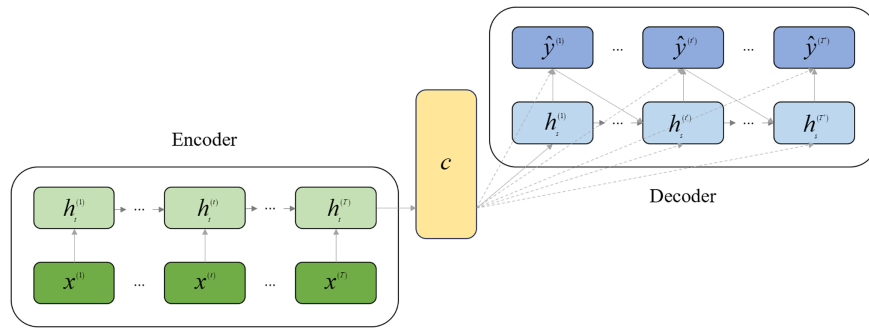 ŷ⁽¹⁾ ... ŷ⁽ᵗ'⁾ ... ŷ⁽ᵀ'⁾
h_s⁽¹⁾ ... h_s⁽ᵗ'⁾ ... h_s⁽ᵀ'⁾
Decoder
c
Encoder
h_t⁽¹⁾ ... h_t⁽ᵗ⁾ ... h_t⁽ᵀ⁾
x⁽¹⁾ ... x⁽ᵗ⁾ ... x⁽ᵀ⁾